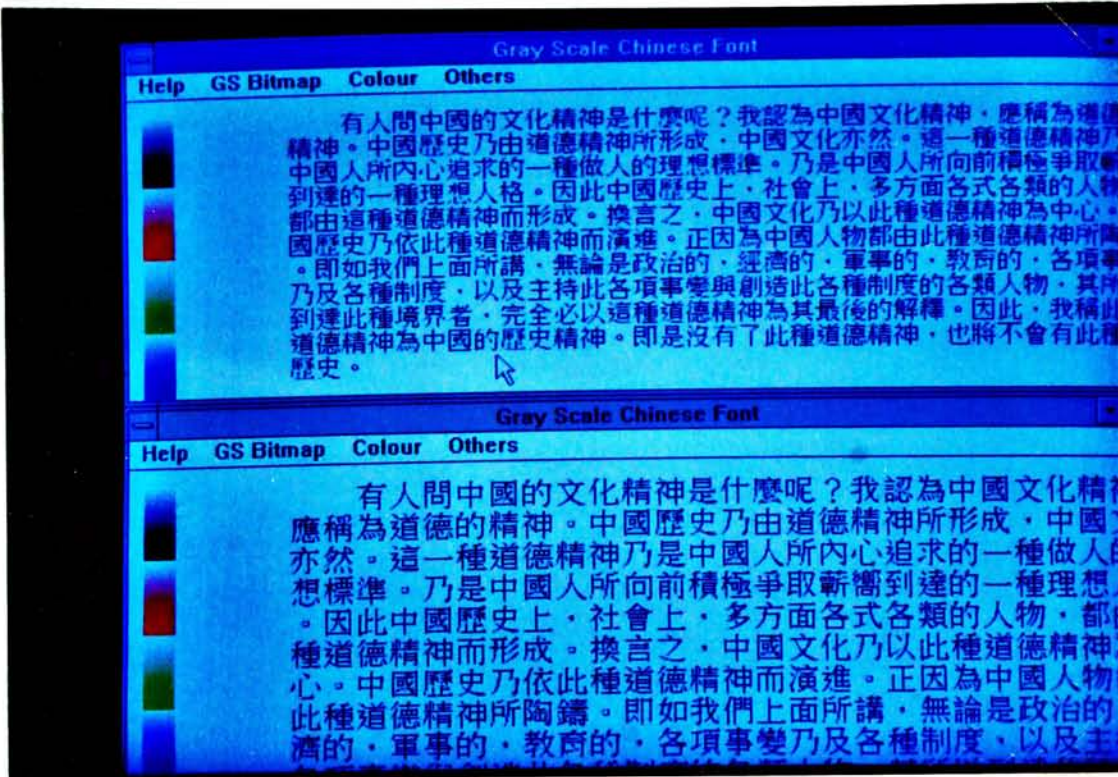 Gray Scale Chinese Font
Help GS Bitmap Colour Others
有人問中國的文化精神是什麼呢？我認為中國文化精神，應稱為道德
精神。中國歷史乃由道德精神所形成，中國文化亦然。這一種道德精神乃
中國人所內心追求的一種做人的理想標準。乃是中國人所向前積極爭取
到達的一種理想人格。因此中國歷史上，社會上，多方面各式各類的人物
都由這種道德精神而形成。換言之，中國文化乃以此種道德精神為中心。
國歷史乃依此種道德精神而演進。正因為中國人物都由此種道德精神所
。即如我們上面所講，無論是政治的，經濟的，軍事的，教育的，各項事
乃及各種制度，以及主持此各項事變與創造此各種制度的各類人物，其所
到達此種境界者，完全必以這種道德精神為其最後的解釋。因此，我稱此
道德精神為中國的歷史精神。即是沒有了此種道德精神，也將不會有此種
歷史。
Gray Scale Chinese Font
Help GS Bitmap Colour Others
有人問中國的文化精神是什麼呢？我認為中國文化精
應稱為道德的精神。中國歷史乃由道德精神所形成，中國
亦然。這一種道德精神乃是中國人所內心追求的一種做人
想標準。乃是中國人所向前積極爭取蘄嚮到達的一種理想
。因此中國歷史上，社會上，多方面各式各類的人物，都
種道德精神而形成。換言之，中國文化乃以此種道德精神
心。中國歷史乃依此種道德精神而演進。正因為中國人物
此種道德精神所陶鑄。即如我們上面所講，無論是政治的
濟的，軍事的，教育的，各項事變乃及各種制度，以及主